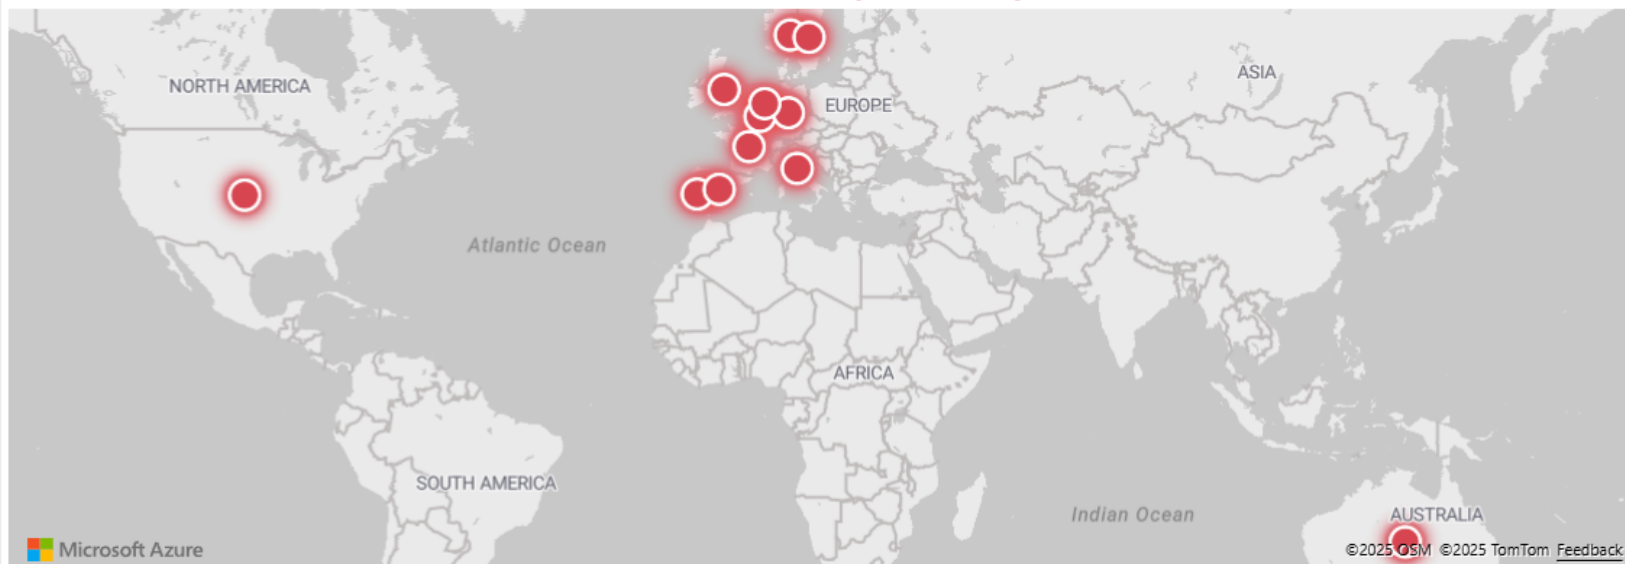 ASIA
NORTH AMERICA
EUROPE
Atlantic Ocean
AFRICA
SOUTH AMERICA
Indian Ocean
AUSTRALIA
Microsoft Azure
©2025 OSM ©2025 TomTom Feedback